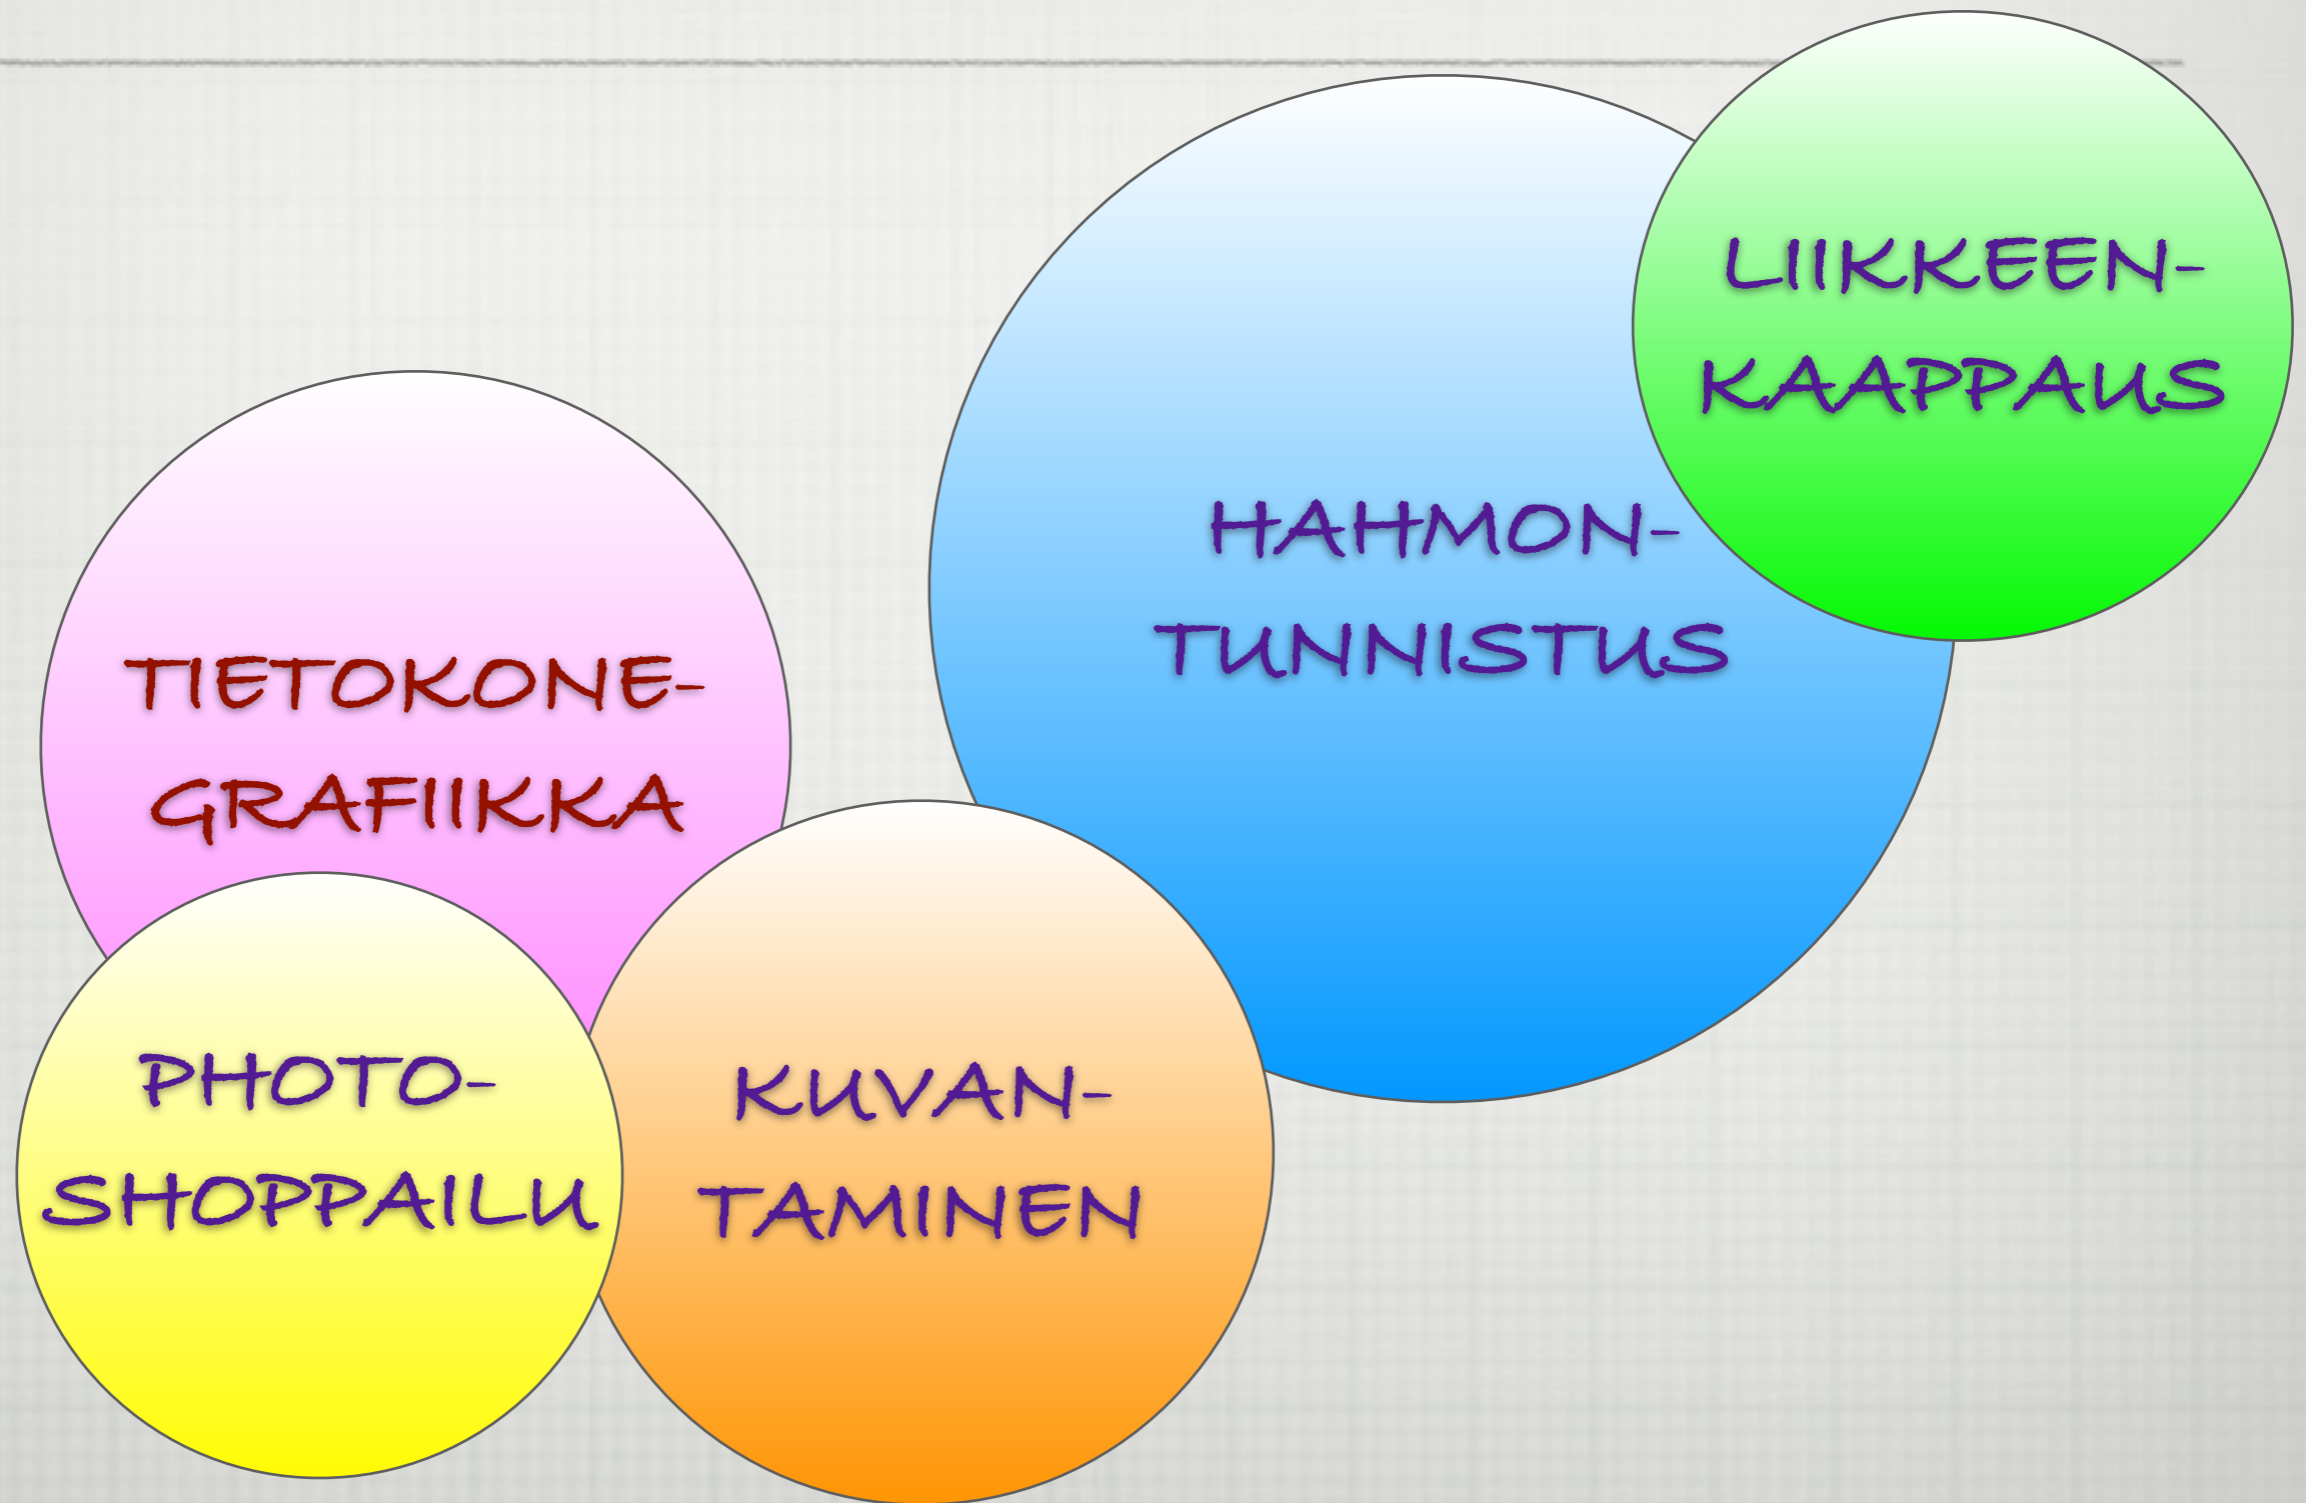 LIIKKEEN-
KAAPPAUS
HAHMON-
TUNNISTUS
TIETOKONE-
GRAFIIKKA
PHOTO-
SHOPPAILU
KUVAN-
TAMINEN